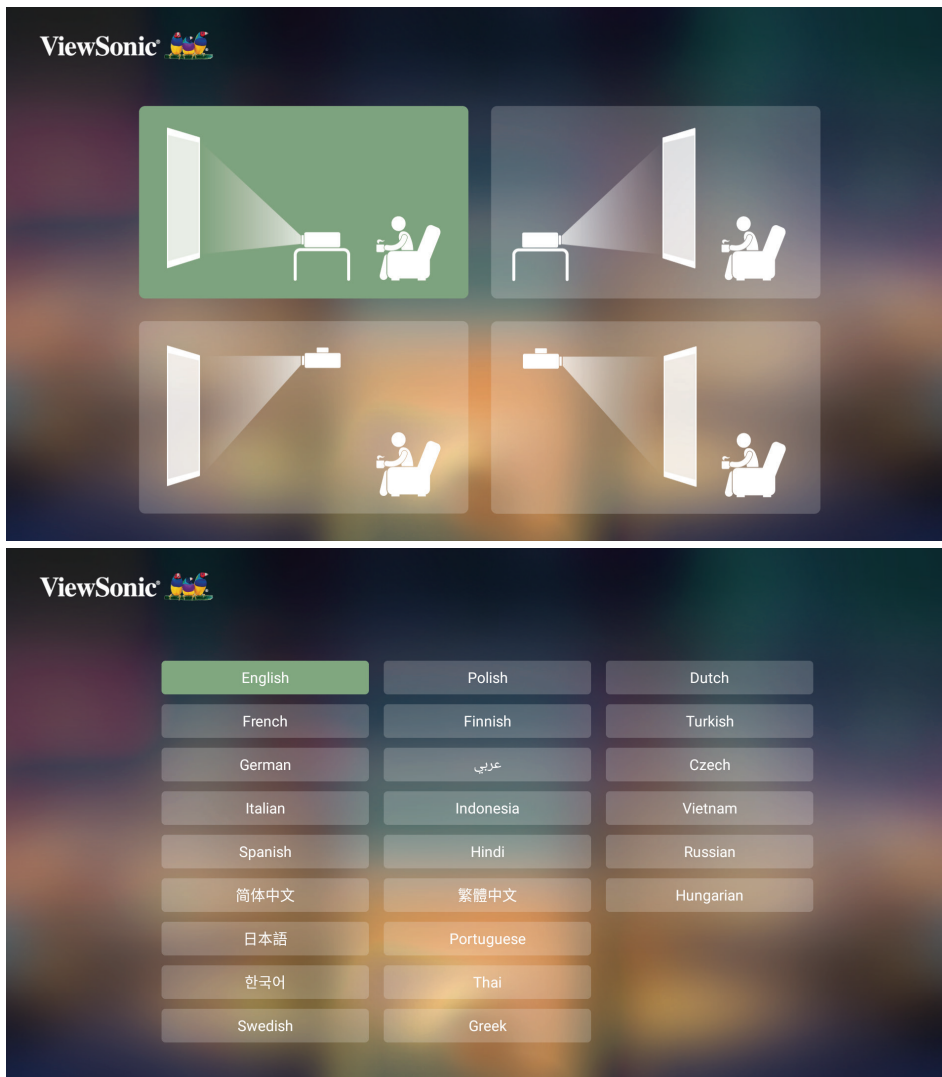 ViewSonic®
ViewSonic®
English Polish Dutch
French Finnish Turkish
German عربي Czech
Italian Indonesia Vietnam
Spanish Hindi Russian
简体中文 繁體中文 Hungarian
日本語 Portuguese
한국어 Thai
Swedish Greek